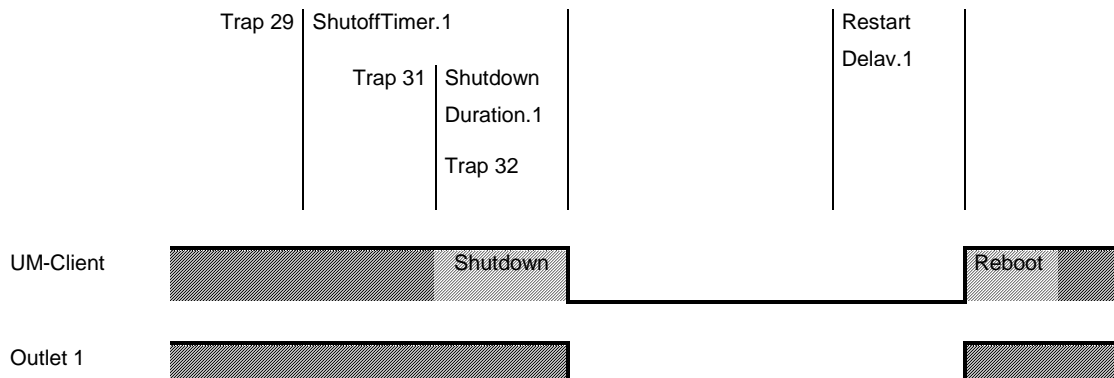 Trap 29 ShutoffTimer.1 Restart
Delav.1
Trap 31 Shutdown
Duration.1
Trap 32
UM-Client Shutdown Reboot
Outlet 1